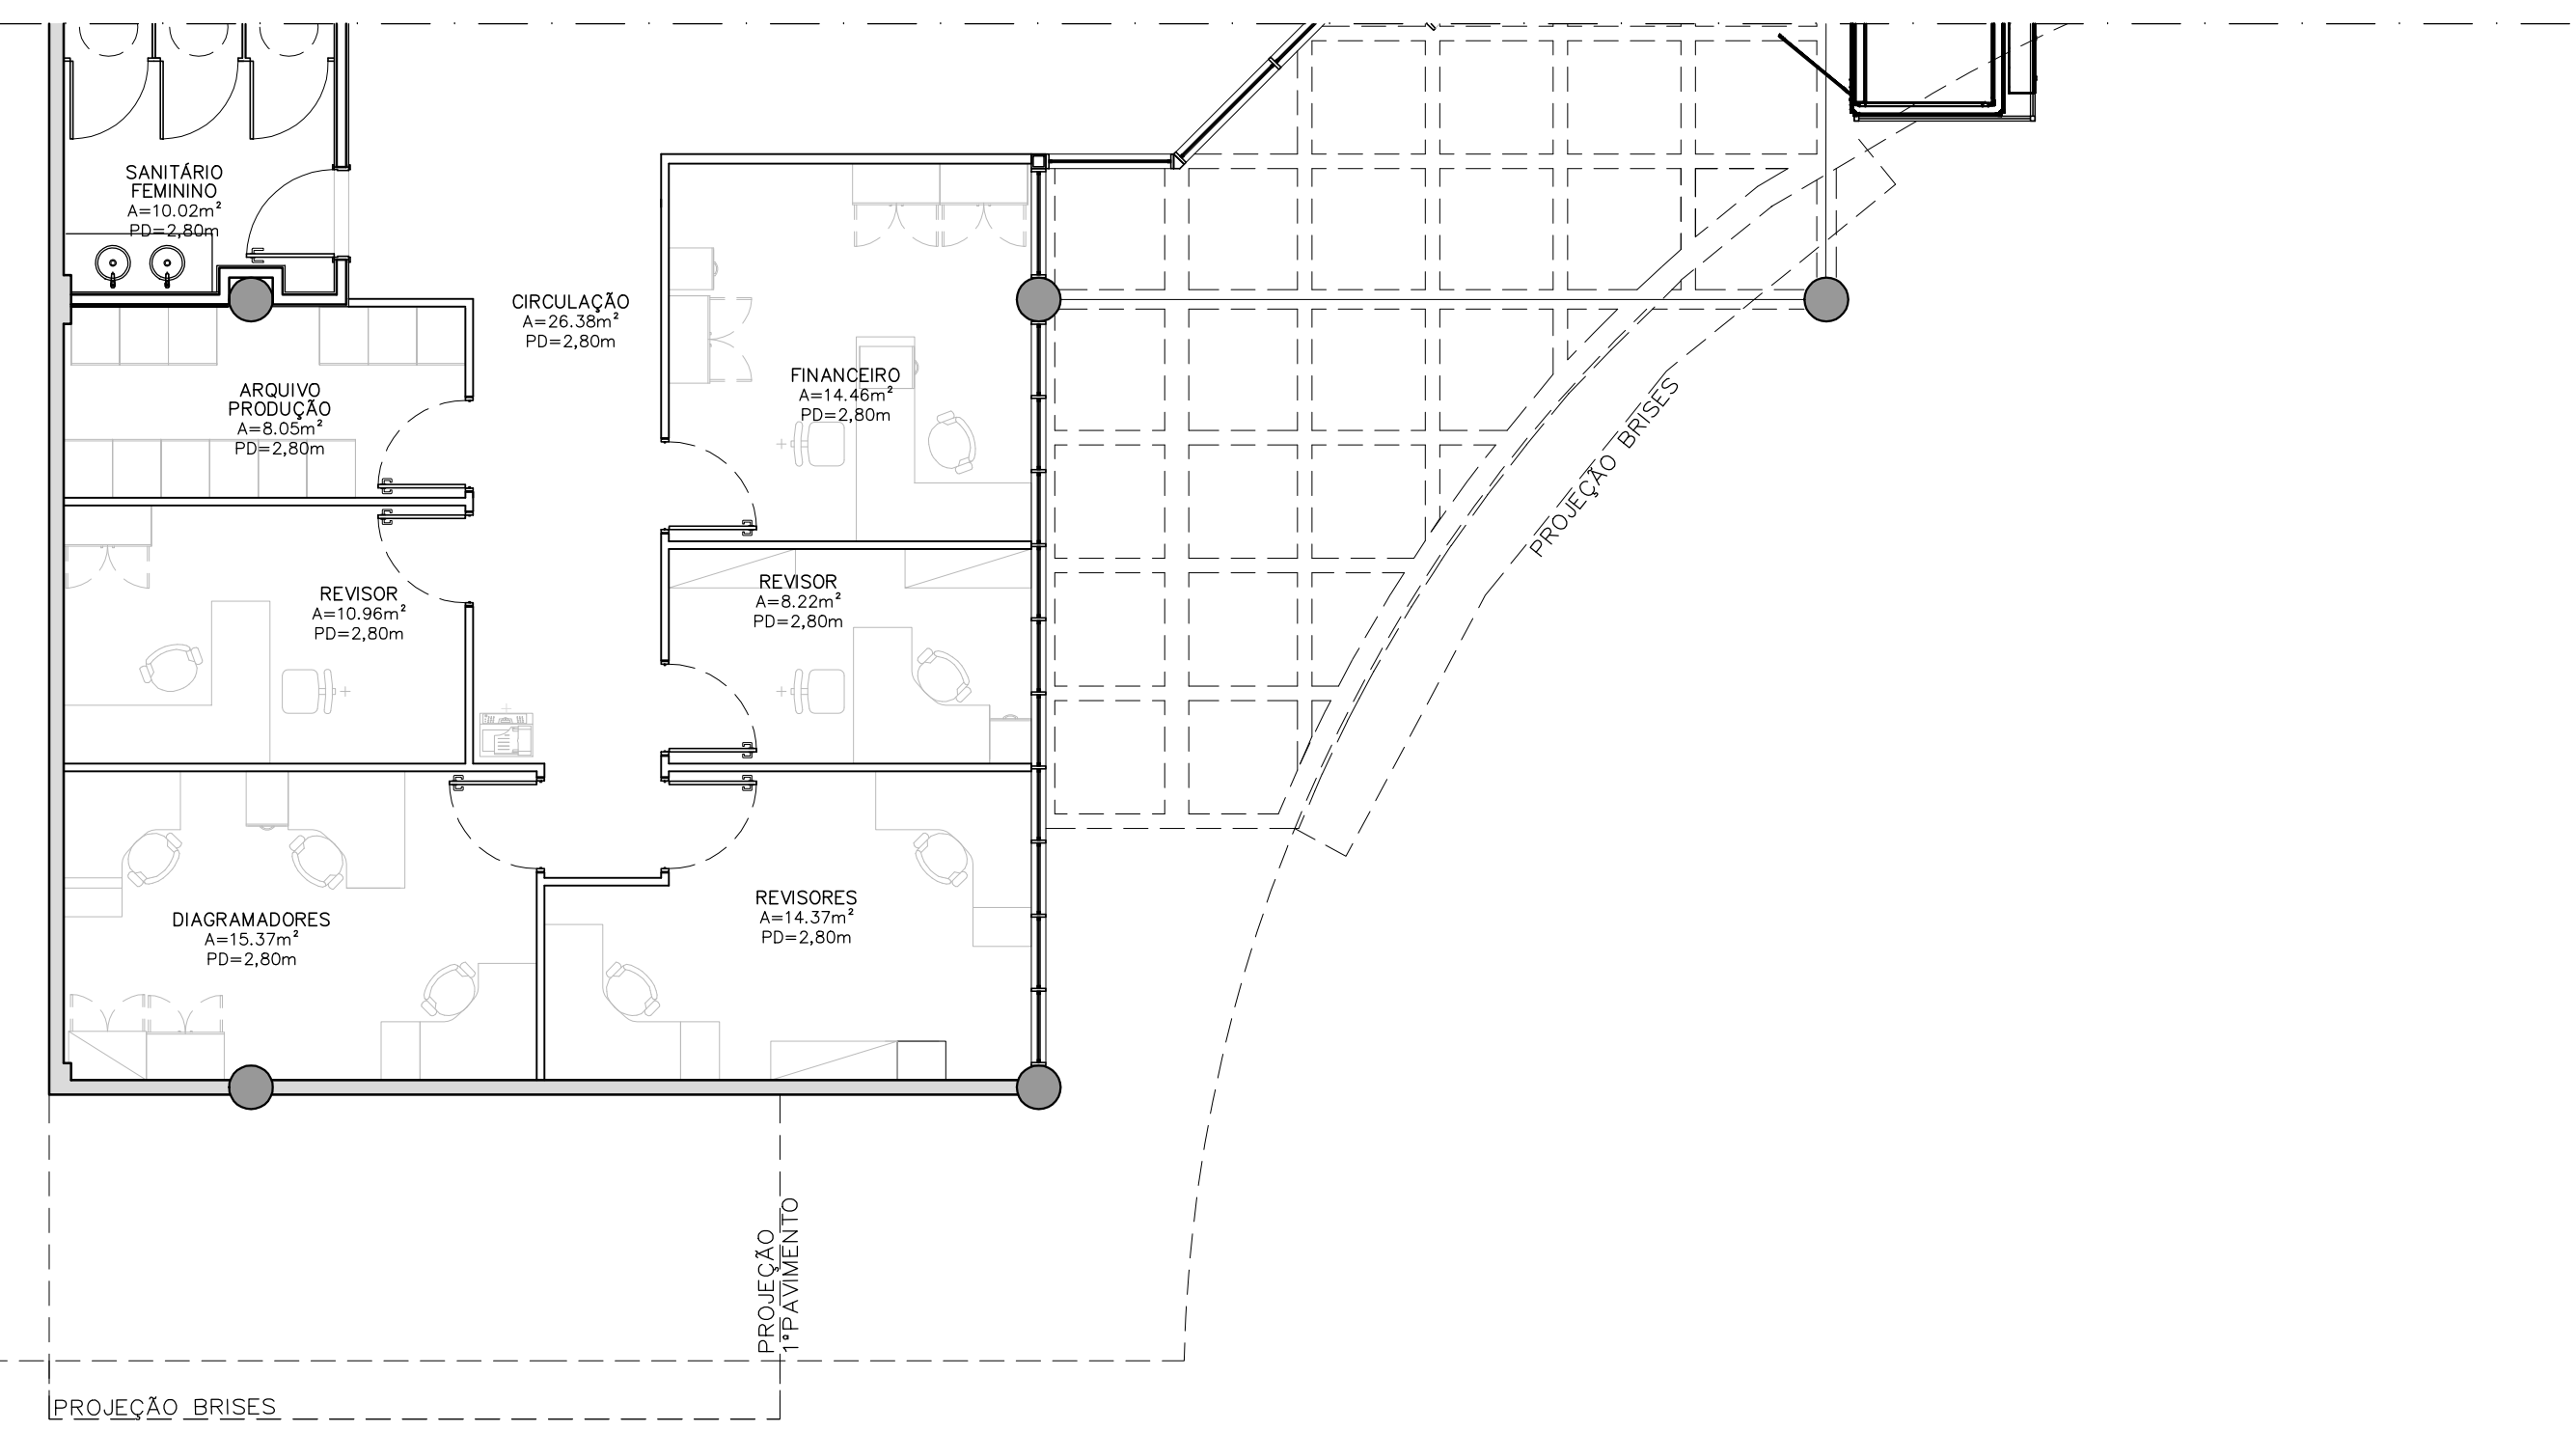 SANITÁRIO
FEMININO
A=10.02m²
PD=2,80m
CIRCULAÇÃO
A=26.38m²
PD=2,80m
FINANCEIRO
A=14.46m²
PD=2,80m
ARQUIVO
PRODUÇÃO
A=8.05m²
PD=2,80m
PROJEÇÃO BRISES
REVISOR
A=10.96m²
PD=2,80m
REVISOR
A=8.22m²
PD=2,80m
DIAGRAMADORES
A=15.37m²
PD=2,80m
REVISORES
A=14.37m²
PD=2,80m
PROJEÇÃO
1°PAVIMENTO
PROJEÇÃO BRISES